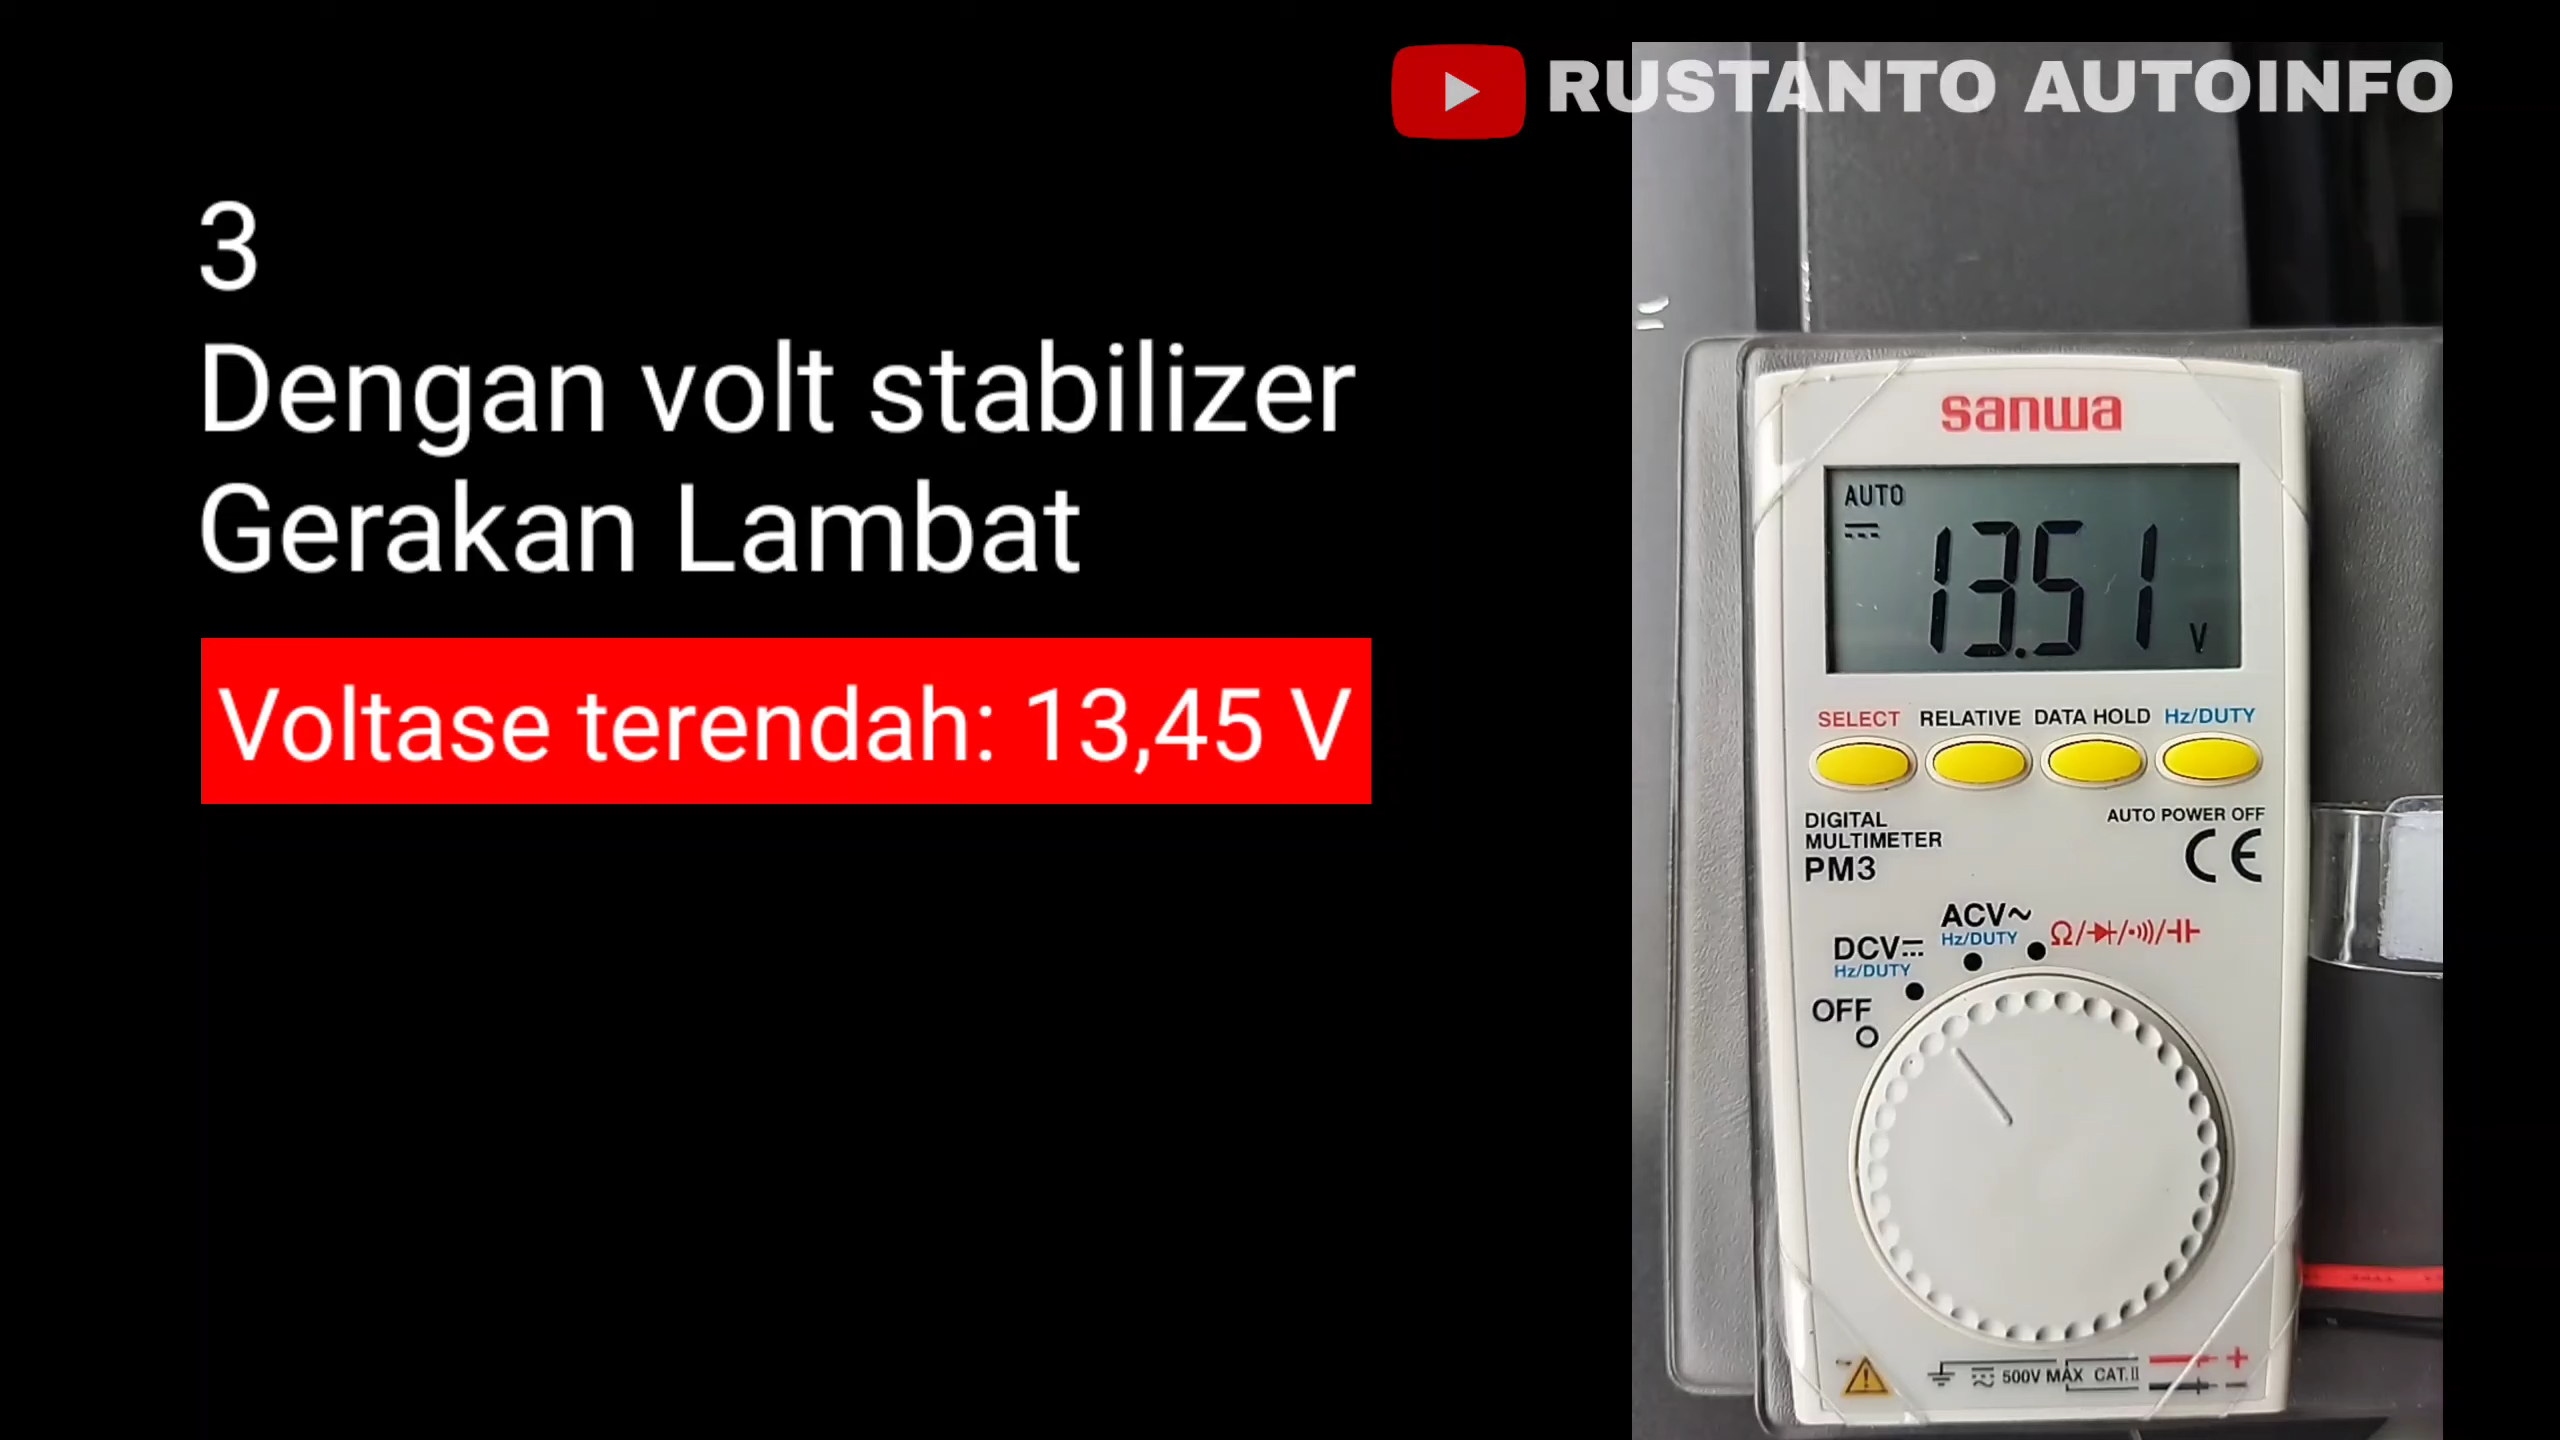 RUSTANTO AUTOINFO
3
Dengan volt stabilizer
Gerakan Lambat
Voltase terendah: 13,45 V
sanwa
AUTO
13.51 V
SELECT RELATIVE DATA HOLD Hz/DUTY
DIGITAL MULTIMETER PM3
AUTO POWER OFF
CE
ACV~
Hz/DUTY
Ω/
DCV
Hz/DUTY
OFF
500V MAX CAT.II
+
−